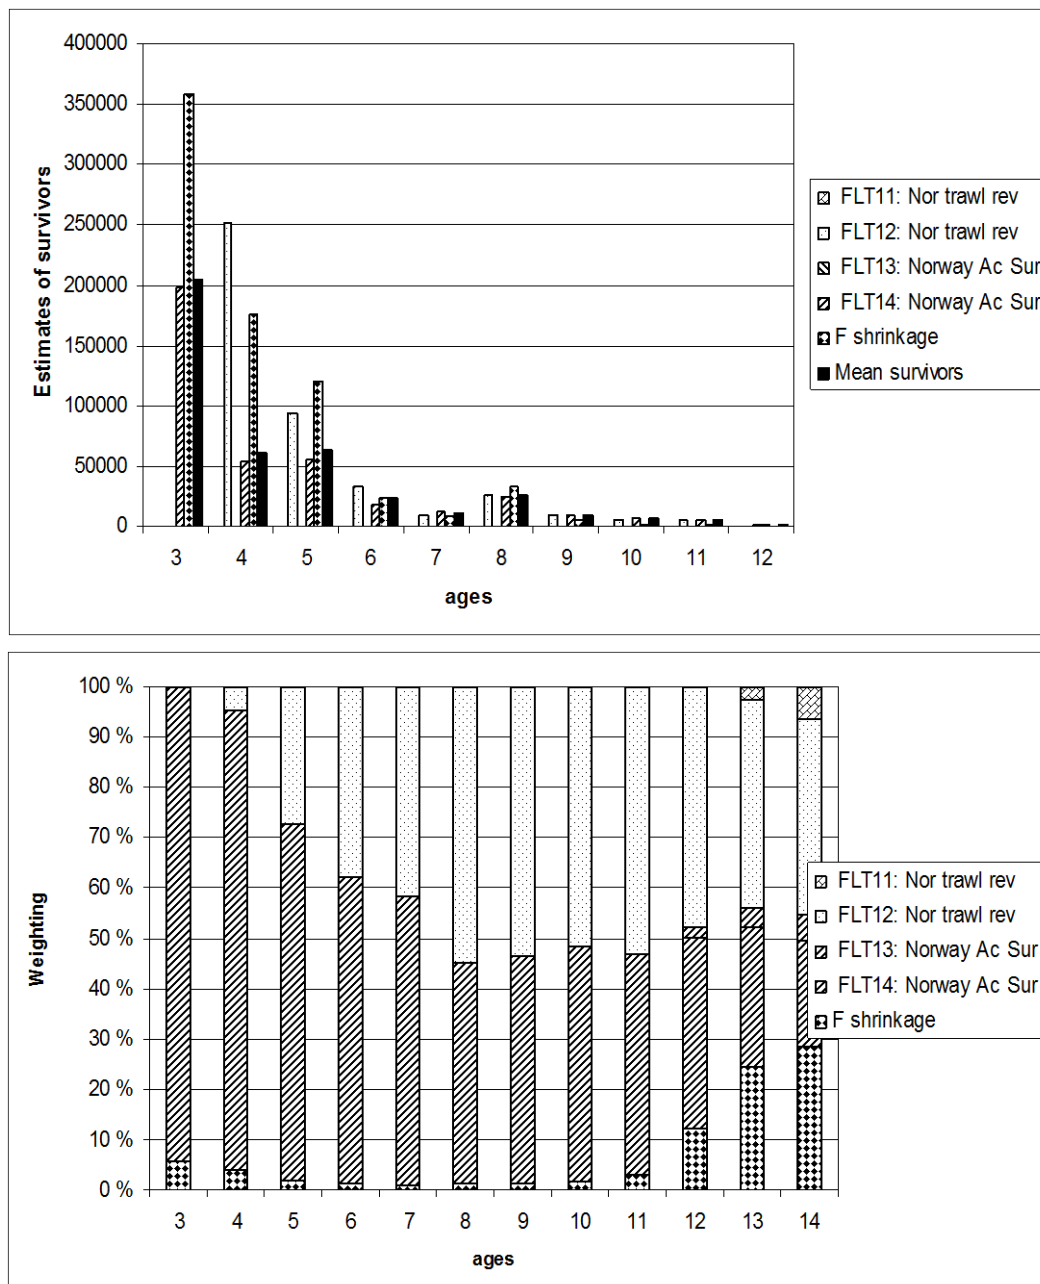 400000
350000
300000
250000
200000
150000
100000
50000
0
Estimates of survivors
3 4 5 6 7 8 9 10 11 12
ages
FLT11: Nor trawl rev
FLT12: Nor trawl rev
FLT13: Norway Ac Sur
FLT14: Norway Ac Sur
F shrinkage
Mean survivors
100 %
90 %
80 %
70 %
60 %
50 %
40 %
30 %
20 %
10 %
0 %
Weighting
3 4 5 6 7 8 9 10 11 12 13 14
ages
FLT11: Nor trawl rev
FLT12: Nor trawl rev
FLT13: Norway Ac Sur
FLT14: Norway Ac Sur
F shrinkage